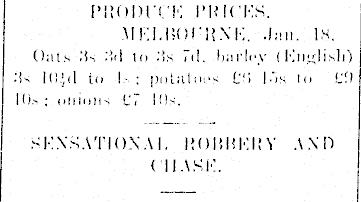 PRODUCE PRICES.
MELBOURNE, Jan. 18.
Oats 3s 3d to 3s 7d, barley (English)
3s 10½d to 4s; potatoes £6 15s to £9
10s; onions £7 10s.
SENSATIONAL ROBBERY AND
CHASE.